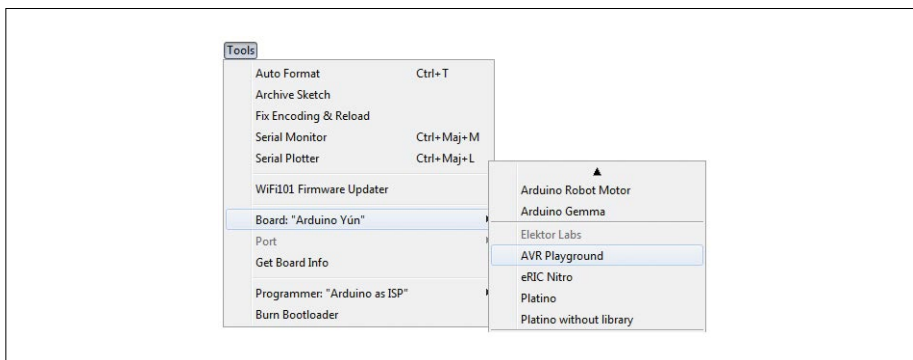 Tools
Auto Format Ctrl+T
Archive Sketch
Fix Encoding & Reload
Serial Monitor Ctrl+Maj+M
Serial Plotter Ctrl+Maj+L
WiFi101 Firmware Updater
Board: "Arduino Yún"
Port
Get Board Info
Programmer: "Arduino as ISP"
Burn Bootloader
Arduino Robot Motor
Arduino Gemma
Elektor Labs
AVR Playground
eRIC Nitro
Platino
Platino without library